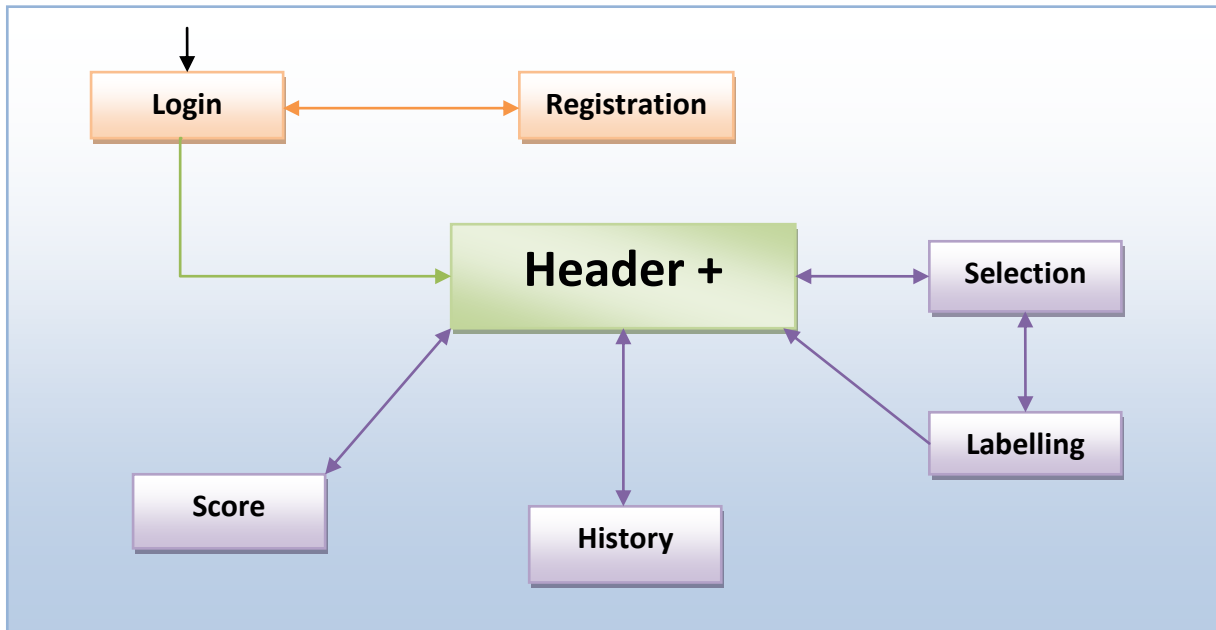 Login
Registration
Header +
Selection
Labelling
Score
History